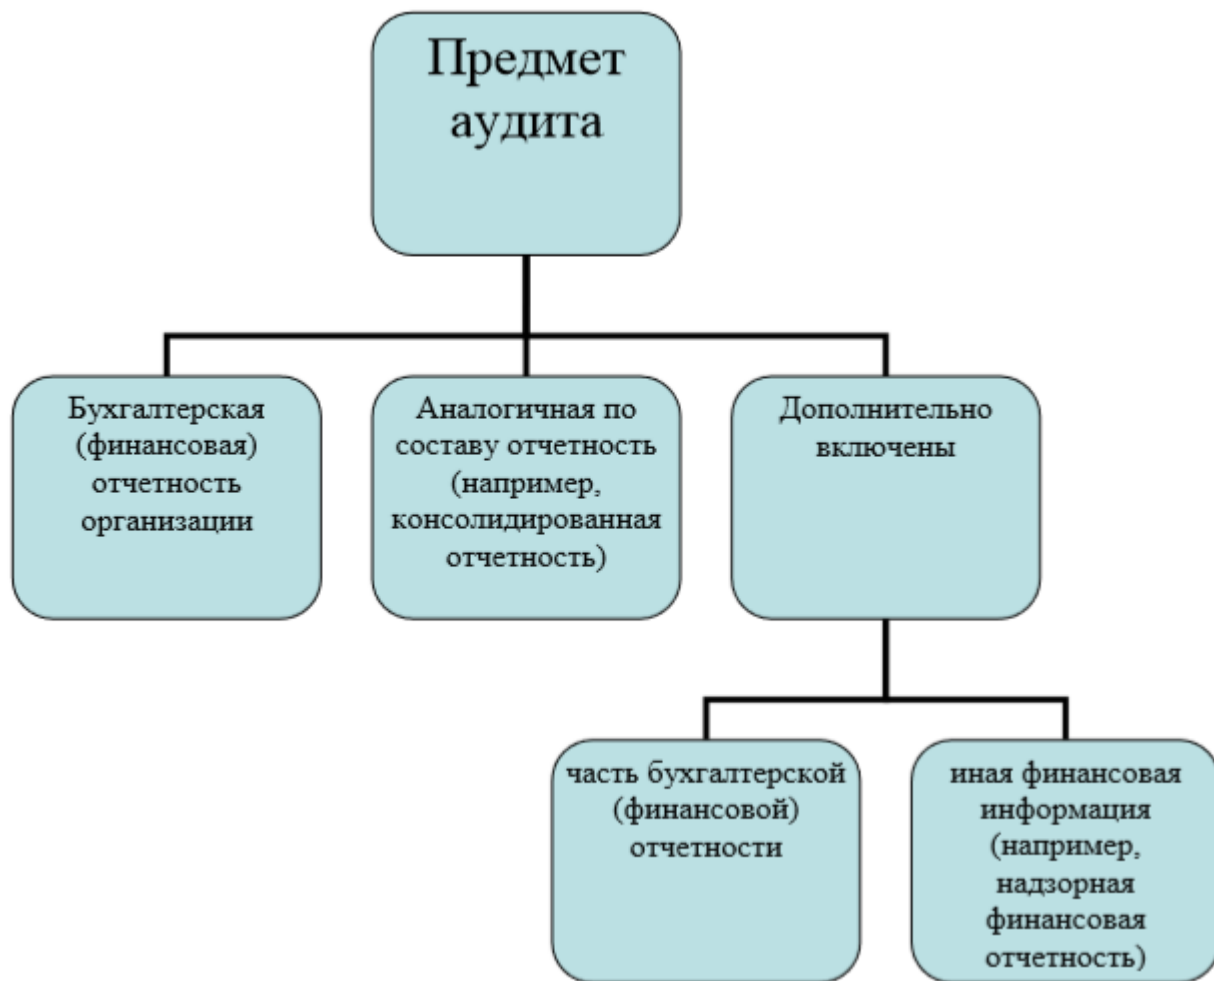 Предмет
аудита
Бухгалтерская
(финансовая)
отчетность
организации
Аналогичная по
составу отчетность
(например,
консолидированная
отчетность)
Дополнительно
включены
часть бухгалтерской
(финансовой)
отчетности
иная финансовая
информация
(например,
надзорная
финансовая
отчетность)